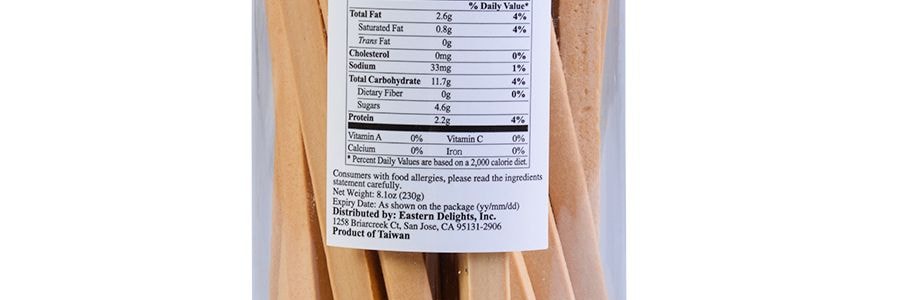 % Daily Value*
Total Fat 2.6g 4%
Saturated Fat 0.8g 4%
Trans Fat 0g
Cholesterol 0mg 0%
Sodium 33mg 1%
Total Carbohydrate 11.7g 4%
Dietary Fiber 0g 0%
Sugars 4.6g
Protein 2.2g 4%
Vitamin A 0% Vitamin C 0%
Calcium 0% Iron 0%
* Percent Daily Values are based on a 2,000 calorie diet.
Consumers with food allergies, please read the ingredients
statement carefully.
Net Weight: 8.1oz (230g)
Expiry Date: As shown on the package (yy/mm/dd)
Distributed by: Eastern Delights, Inc.
1258 Briarcreek Ct, San Jose, CA 95131-2906
Product of Taiwan